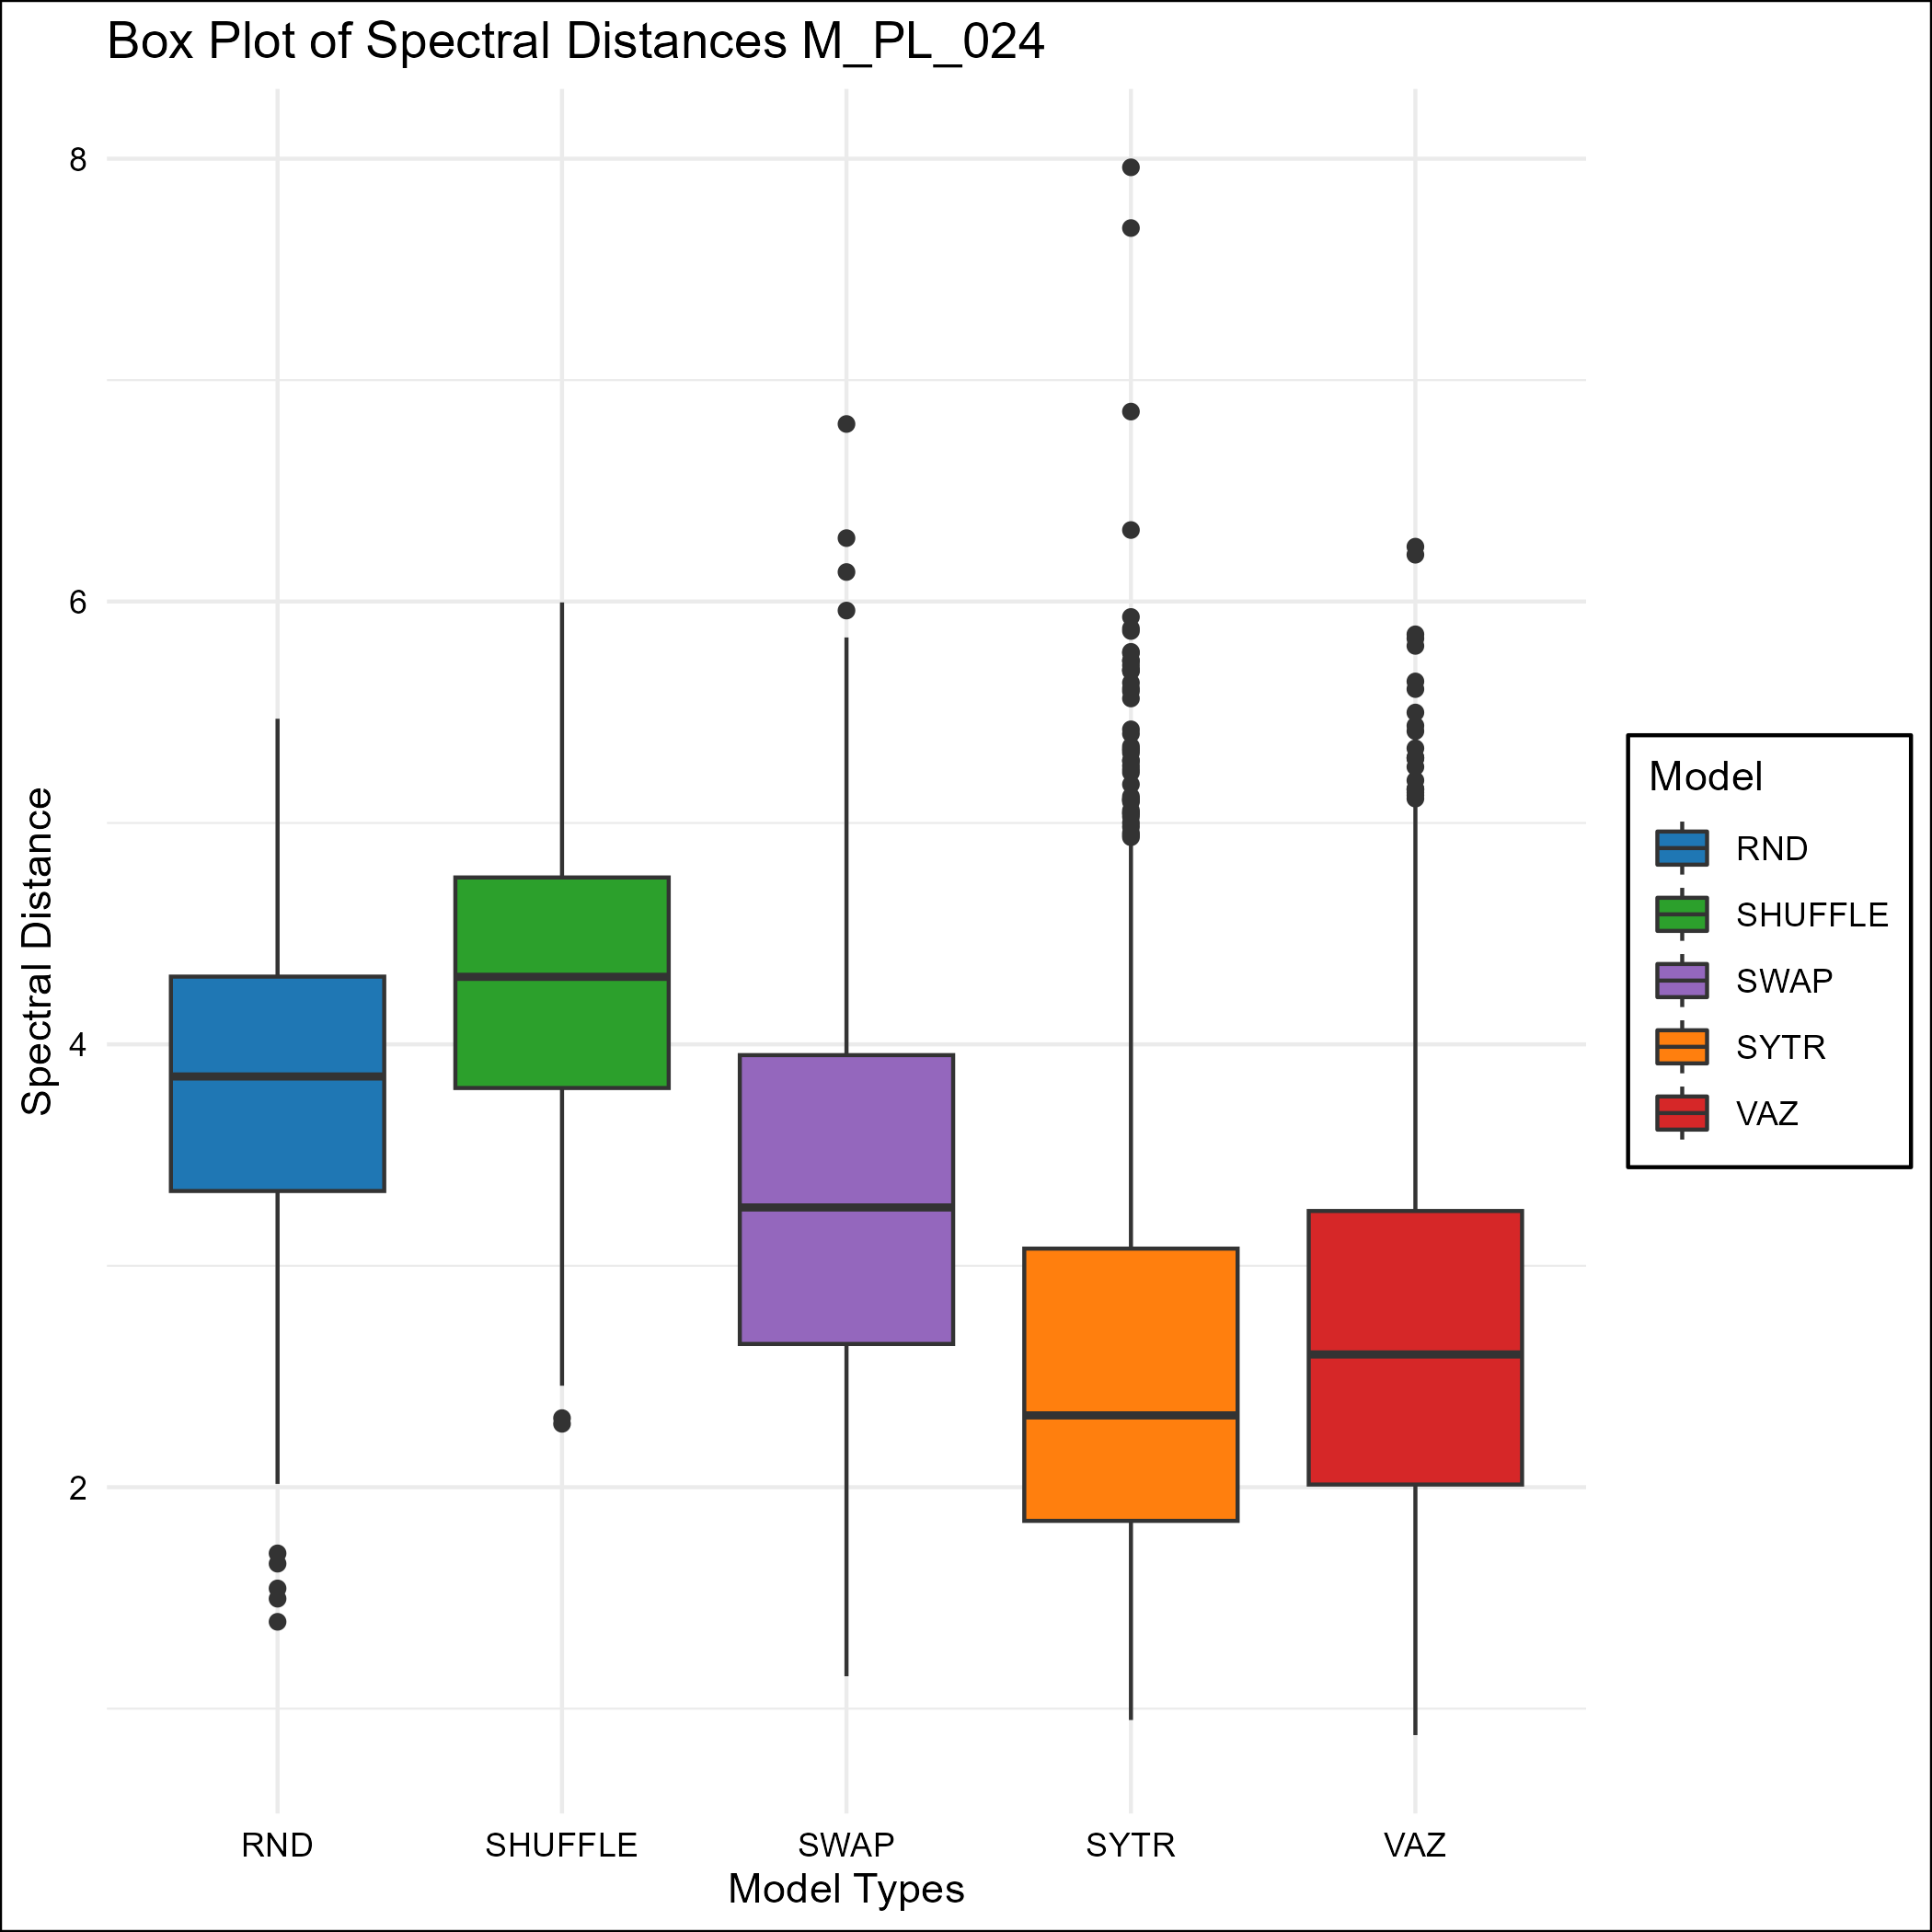 Box Plot of Spectral Distances M_PL_024
8
6
4
2
Spectral Distance
RND
SHUFFLE
SWAP
SYTR
VAZ
Model Types
Model
RND
SHUFFLE
SWAP
SYTR
VAZ